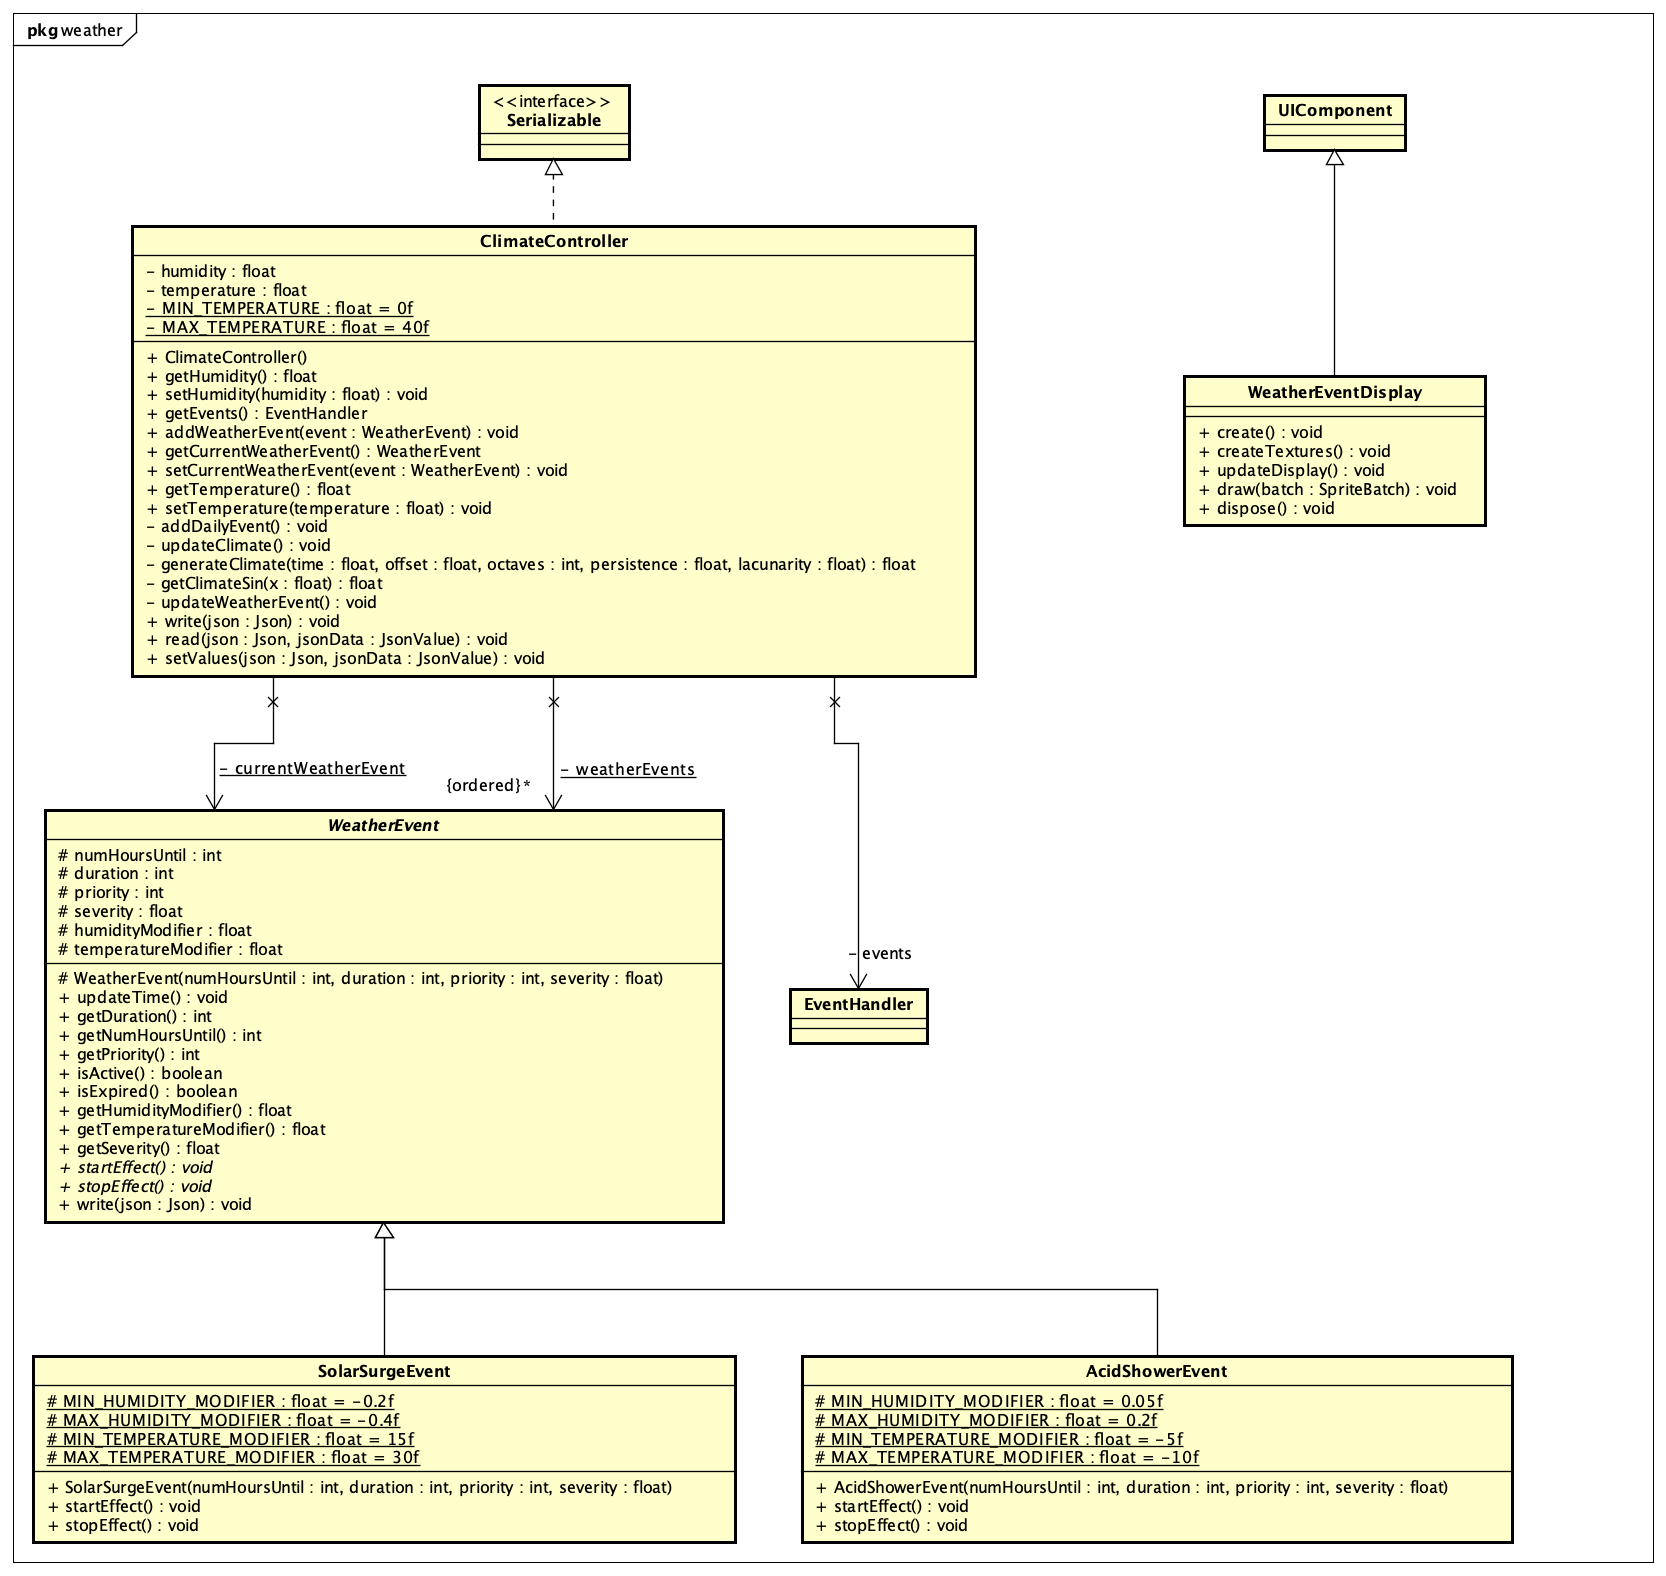 pkg weather
<<interface>>
Serializable
UIComponent
ClimateController
- humidity : float
- temperature : float
- MIN_TEMPERATURE : float = 0f
- MAX_TEMPERATURE : float = 40f
+ ClimateController()
+ getHumidity() : float
+ setHumidity(humidity : float) : void
+ getEvents() : EventHandler
+ addWeatherEvent(event : WeatherEvent) : void
+ getCurrentWeatherEvent() : WeatherEvent
+ setCurrentWeatherEvent(event : WeatherEvent) : void
+ getTemperature() : float
+ setTemperature(temperature : float) : void
- addDailyEvent() : void
- updateClimate() : void
- generateClimate(time : float, offset : float, octaves : int, persistence : float, lacunarity : float) : float
- getClimateSin(x : float) : float
- updateWeatherEvent() : void
+ write(json : Json) : void
+ read(json : Json, jsonData : JsonValue) : void
+ setValues(json : Json, jsonData : JsonValue) : void
WeatherEventDisplay
+ create() : void
+ createTextures() : void
+ updateDisplay() : void
+ draw(batch : SpriteBatch) : void
+ dispose() : void
- currentWeatherEvent
- weatherEvents
{ordered} *
- events
WeatherEvent
# numHoursUntil : int
# duration : int
# priority : int
# severity : float
# humidityModifier : float
# temperatureModifier : float
# WeatherEvent(numHoursUntil : int, duration : int, priority : int, severity : float)
+ updateTime() : void
+ getDuration() : int
+ getNumHoursUntil() : int
+ getPriority() : int
+ isActive() : boolean
+ isExpired() : boolean
+ getHumidityModifier() : float
+ getTemperatureModifier() : float
+ getSeverity() : float
+ startEffect() : void
+ stopEffect() : void
+ write(json : Json) : void
EventHandler
SolarSurgeEvent
# MIN_HUMIDITY_MODIFIER : float = -0.2f
# MAX_HUMIDITY_MODIFIER : float = -0.4f
# MIN_TEMPERATURE_MODIFIER : float = 15f
# MAX_TEMPERATURE_MODIFIER : float = 30f
+ SolarSurgeEvent(numHoursUntil : int, duration : int, priority : int, severity : float)
+ startEffect() : void
+ stopEffect() : void
AcidShowerEvent
# MIN_HUMIDITY_MODIFIER : float = 0.05f
# MAX_HUMIDITY_MODIFIER : float = 0.2f
# MIN_TEMPERATURE_MODIFIER : float = -5f
# MAX_TEMPERATURE_MODIFIER : float = -10f
+ AcidShowerEvent(numHoursUntil : int, duration : int, priority : int, severity : float)
+ startEffect() : void
+ stopEffect() : void